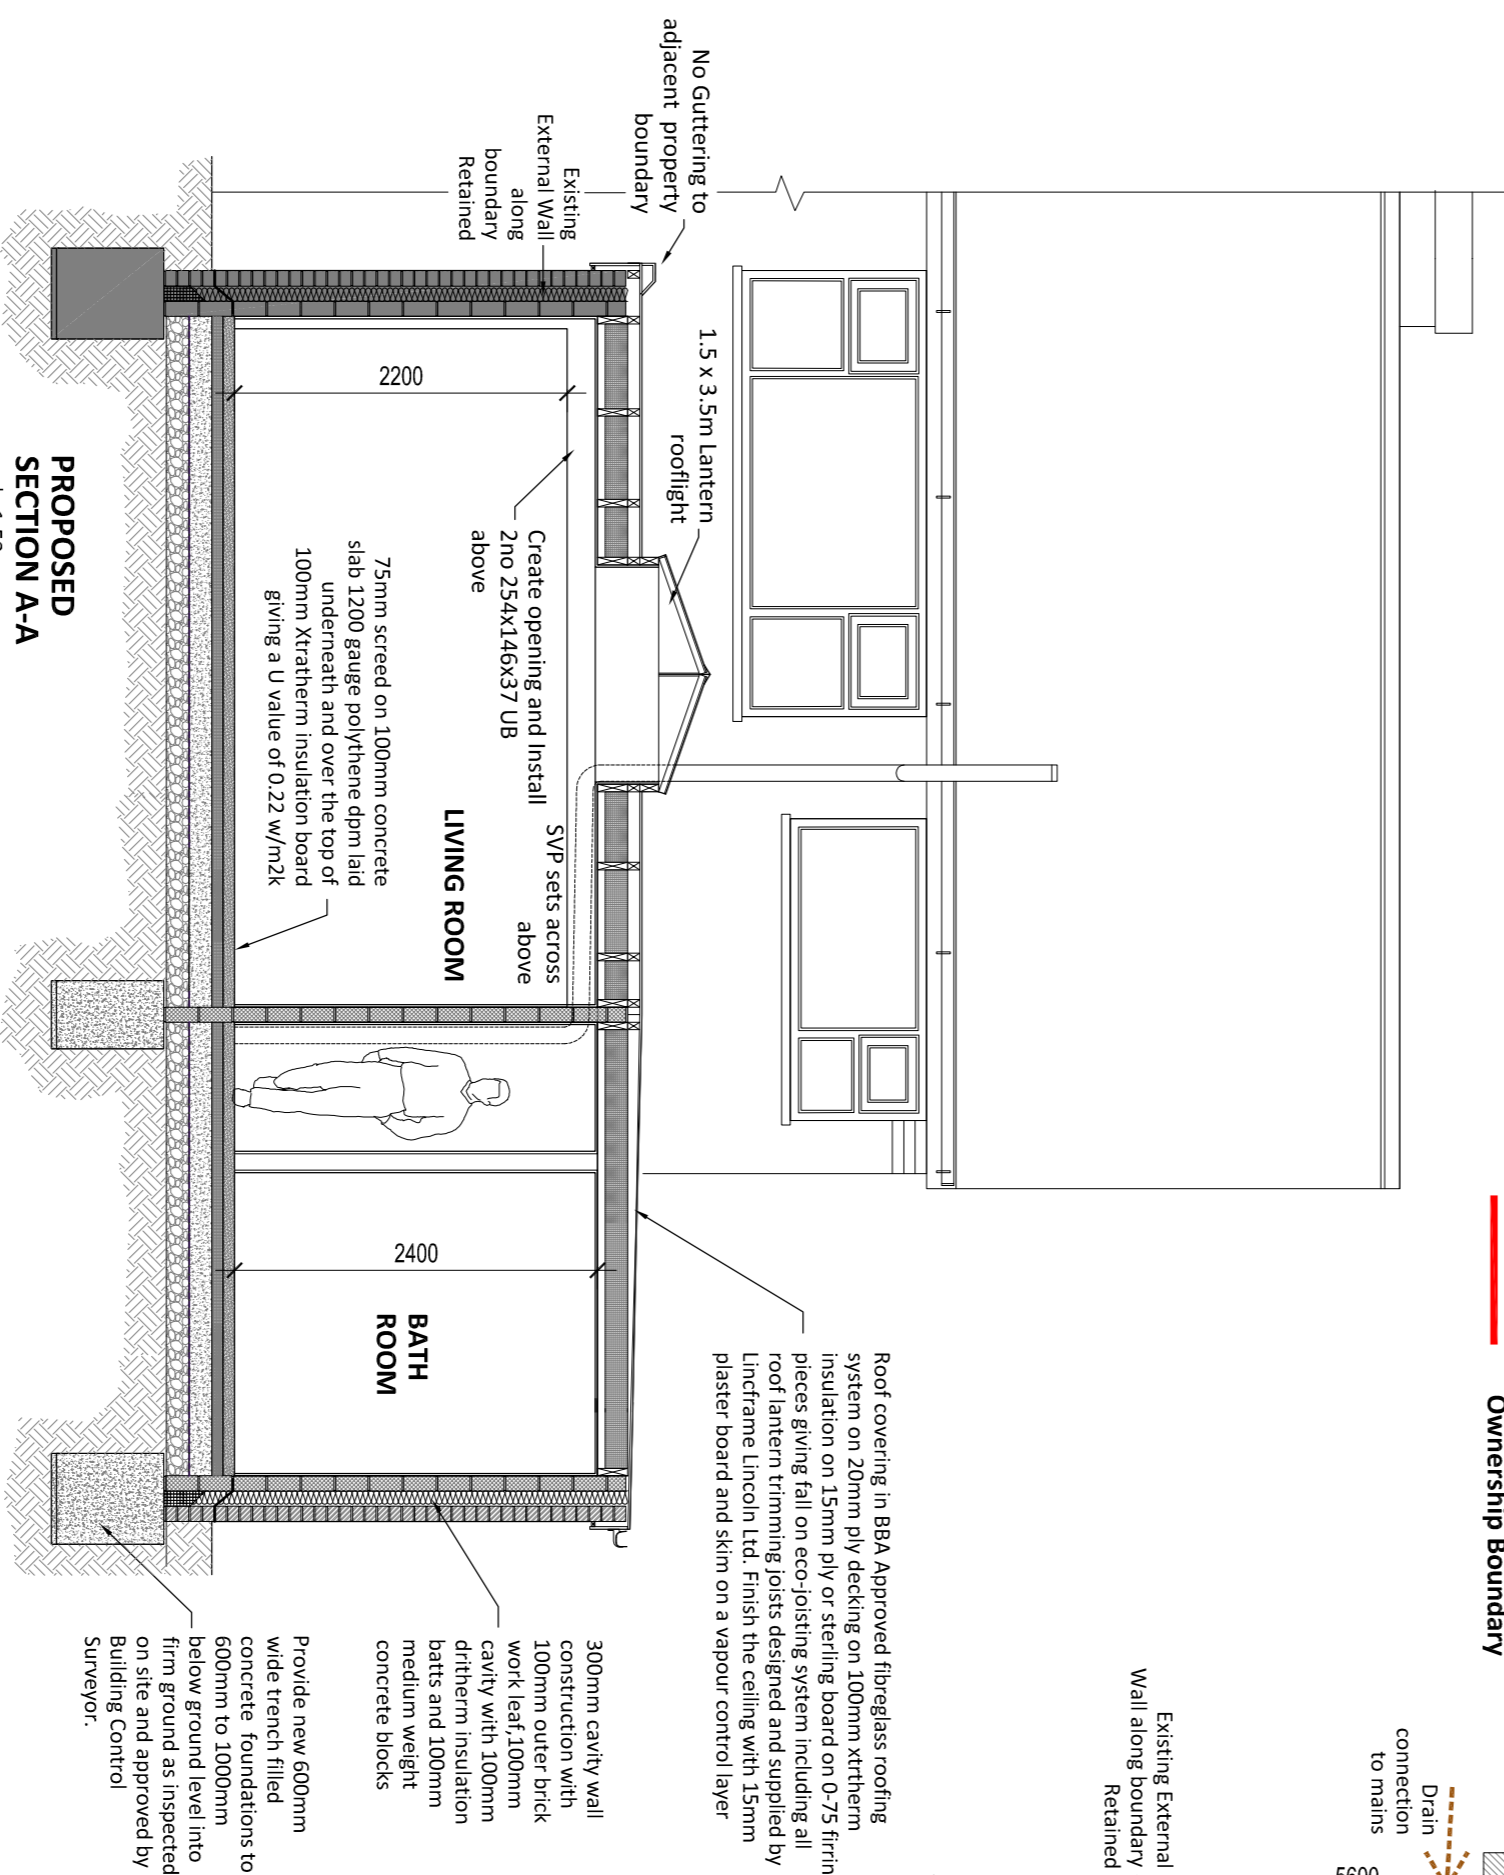 No Guttering to
adjacent property
boundary
Existing
External Wall
along
boundary
Retained
1.5 x 3.5m Lantern
rooflight
2200
Create opening and Install
2no 254x146x37 UB
above
SVP sets across
above
LIVING ROOM
75mm screed on 100mm concrete
slab 1200 gauge polythene dpm laid
underneath and over the top of
100mm Xtratherm insulation board
giving a U value of 0.22 w/m2k
PROPOSED
SECTION A-A
2400
BATH
ROOM
Roof covering in BBA Approved fibreglass roofing
system on 20mm ply decking on 100mm xtrtherm
insulation on 15mm ply or sterling board on 0-75 firrin
pieces giving fall on eco-joisting system including all
roof lantern trimming joists designed and supplied by
Lincframe Lincoln Ltd. Finish the ceiling with 15mm
plaster board and skim on a vapour control layer
300mm cavity wall
construction with
100mm outer brick
work leaf,100mm
cavity with 100mm
dritherm insulation
batts and 100mm
medium weight
concrete blocks
Provide new 600mm
wide trench filled
concrete foundations to
600mm to 1000mm
below ground level into
firm ground as inspected
on site and approved by
Building Control
Surveyor.
Ownership Boundary
Existing External
Wall along boundary
Retained
Drain
connection
to mains
5600